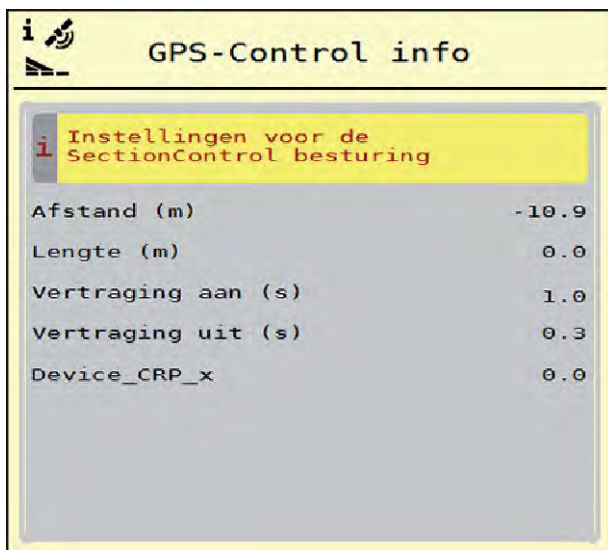 i
GPS-Control info
i Instellingen voor de
SectionControl besturing
Afstand (m) -10.9
Lengte (m) 0.0
Vertraging aan (s) 1.0
Vertraging uit (s) 0.3
Device_CRP_x 0.0